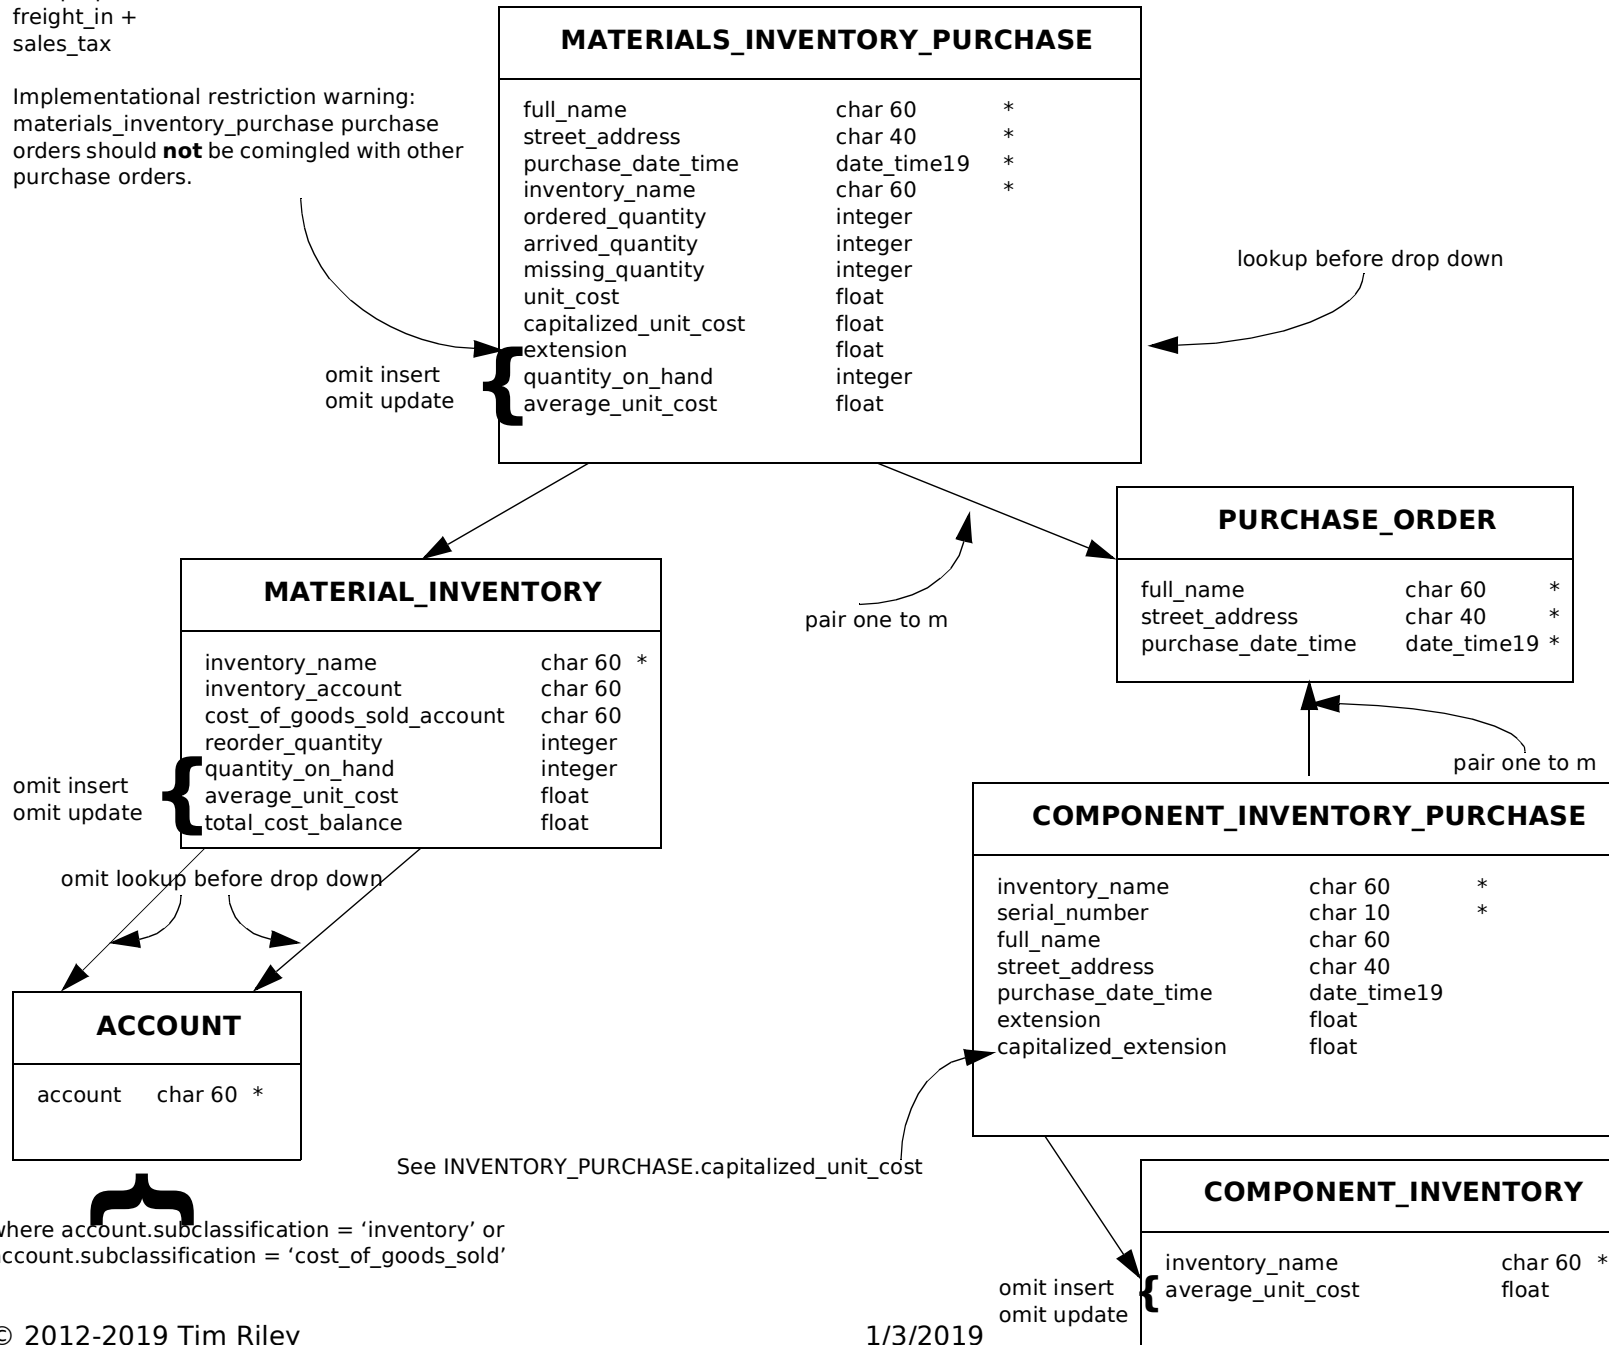 freight_in +
sales_tax
Implementational restriction warning:
materials_inventory_purchase purchase
orders should not be comingled with other
purchase orders.
MATERIALS_INVENTORY_PURCHASE
full_name char 60 *
street_address char 40 *
purchase_date_time date_time19 *
inventory_name char 60 *
ordered_quantity integer
arrived_quantity integer
missing_quantity integer
unit_cost float
capitalized_unit_cost float
extension float
quantity_on_hand integer
average_unit_cost float
omit insert
omit update
lookup before drop down
MATERIAL_INVENTORY
inventory_name char 60 *
inventory_account char 60
cost_of_goods_sold_account char 60
reorder_quantity integer
quantity_on_hand integer
average_unit_cost float
total_cost_balance float
omit insert
omit update
omit lookup before drop down
pair one to m
PURCHASE_ORDER
full_name char 60 *
street_address char 40 *
purchase_date_time date_time19 *
pair one to m
COMPONENT_INVENTORY_PURCHASE
inventory_name char 60 *
serial_number char 10 *
full_name char 60
street_address char 40
purchase_date_time date_time19
extension float
capitalized_extension float
ACCOUNT
account char 60 *
See INVENTORY_PURCHASE.capitalized_unit_cost
where account.subclassification = ‘inventory’ or
account.subclassification = ‘cost_of_goods_sold’
COMPONENT_INVENTORY
inventory_name char 60 *
average_unit_cost float
omit insert
omit update
© 2012-2019 Tim Riley
1/3/2019